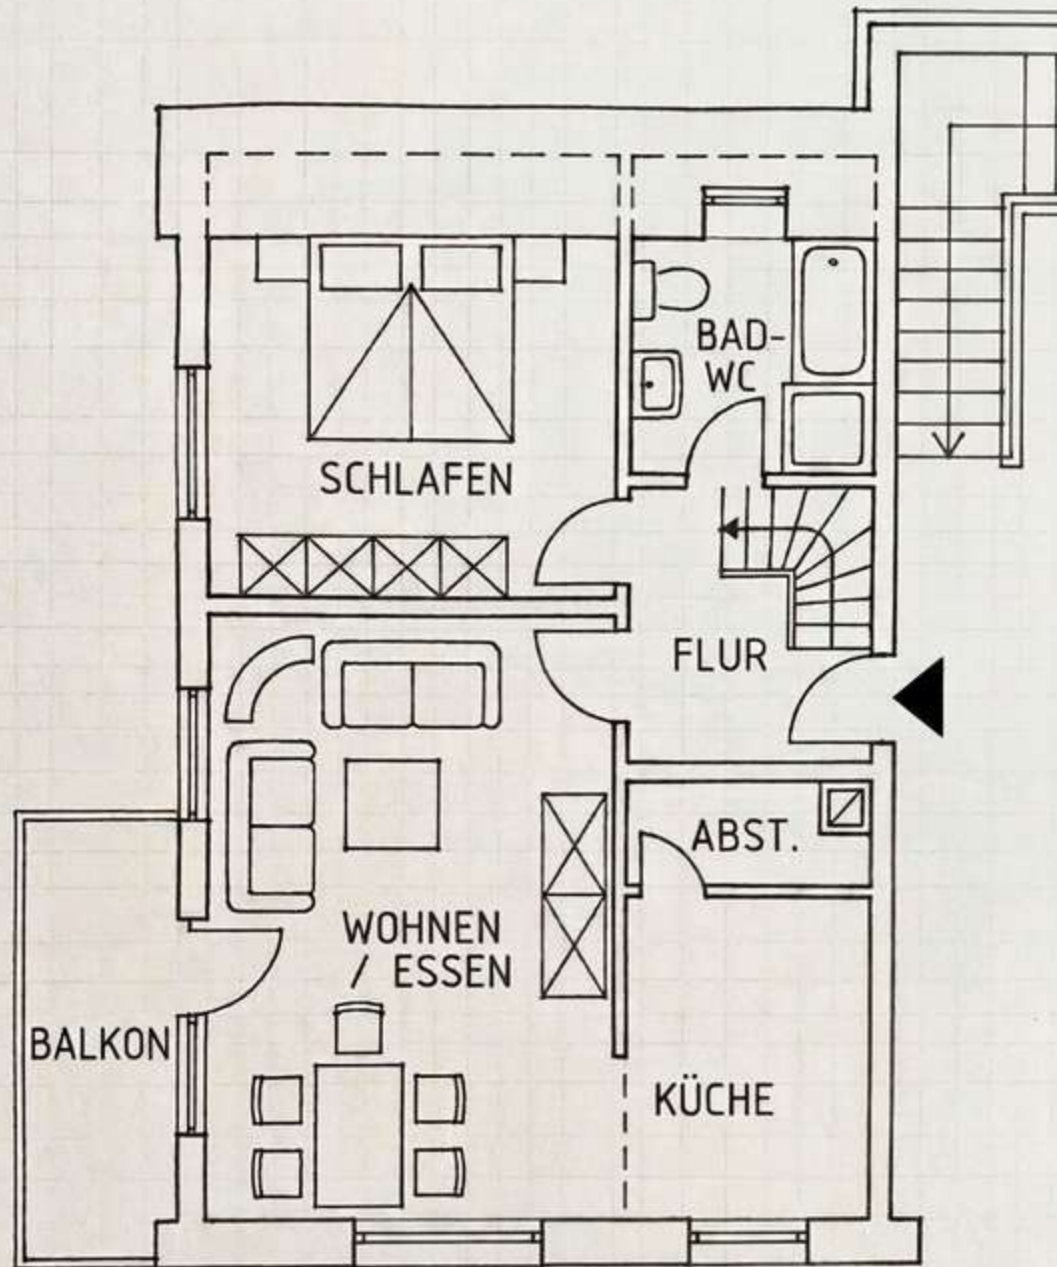 BAD-
WC
SCHLAFEN
FLUR
ABST.
WOHNEN
/ ESSEN
BALKON
KÜCHE